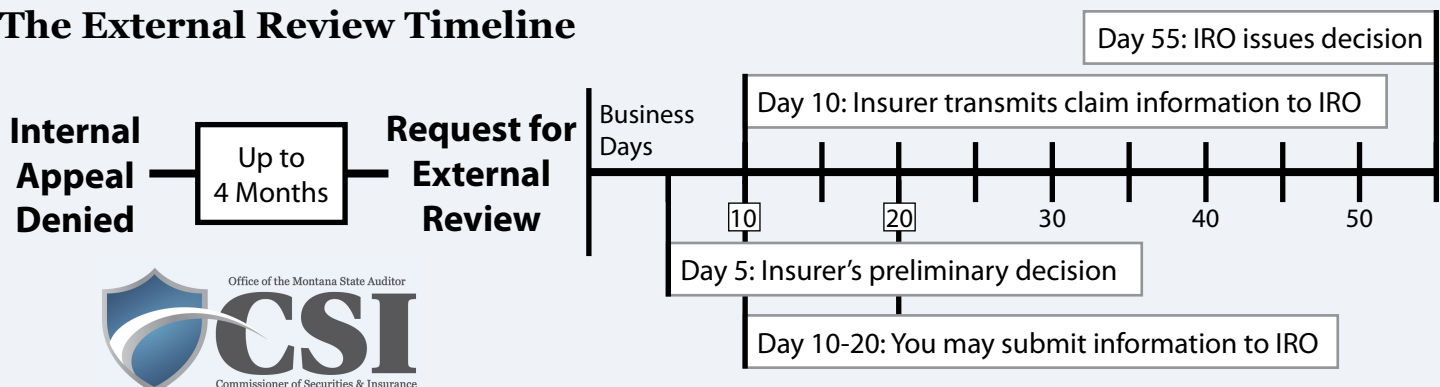 The External Review Timeline
Day 55: IRO issues decision
Day 10: Insurer transmits claim information to IRO
Internal
Appeal
Denied
Up to
4 Months
Request for
External
Review
Business
Days
10
20
30
40
50
Day 5: Insurer's preliminary decision
Day 10-20: You may submit information to IRO
Office of the Montana State Auditor
CSI
Commissioner of Securities & Insurance